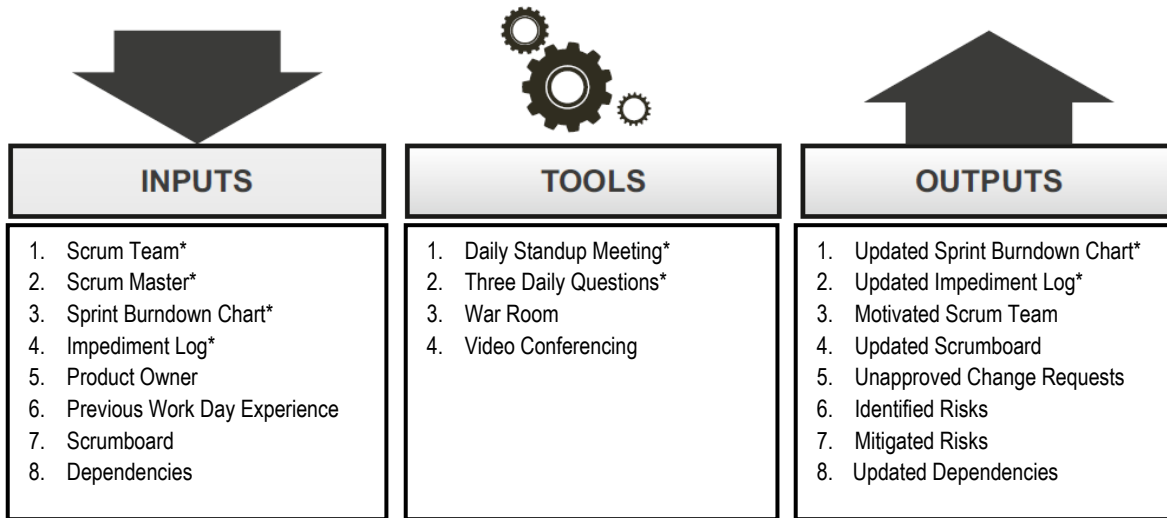 INPUTS
1. Scrum Team*
2. Scrum Master*
3. Sprint Burndown Chart*
4. Impediment Log*
5. Product Owner
6. Previous Work Day Experience
7. Scrumboard
8. Dependencies
TOOLS
1. Daily Standup Meeting*
2. Three Daily Questions*
3. War Room
4. Video Conferencing
OUTPUTS
1. Updated Sprint Burndown Chart*
2. Updated Impediment Log*
3. Motivated Scrum Team
4. Updated Scrumboard
5. Unapproved Change Requests
6. Identified Risks
7. Mitigated Risks
8. Updated Dependencies